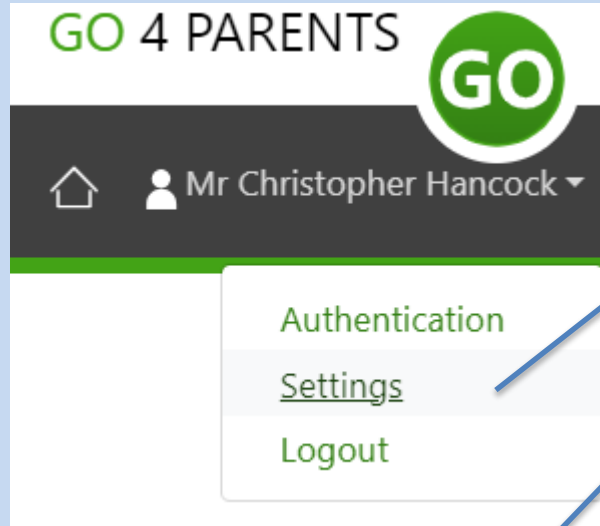 GO 4 PARENTS
GO
Mr Christopher Hancock
Authentication
Settings
Logout